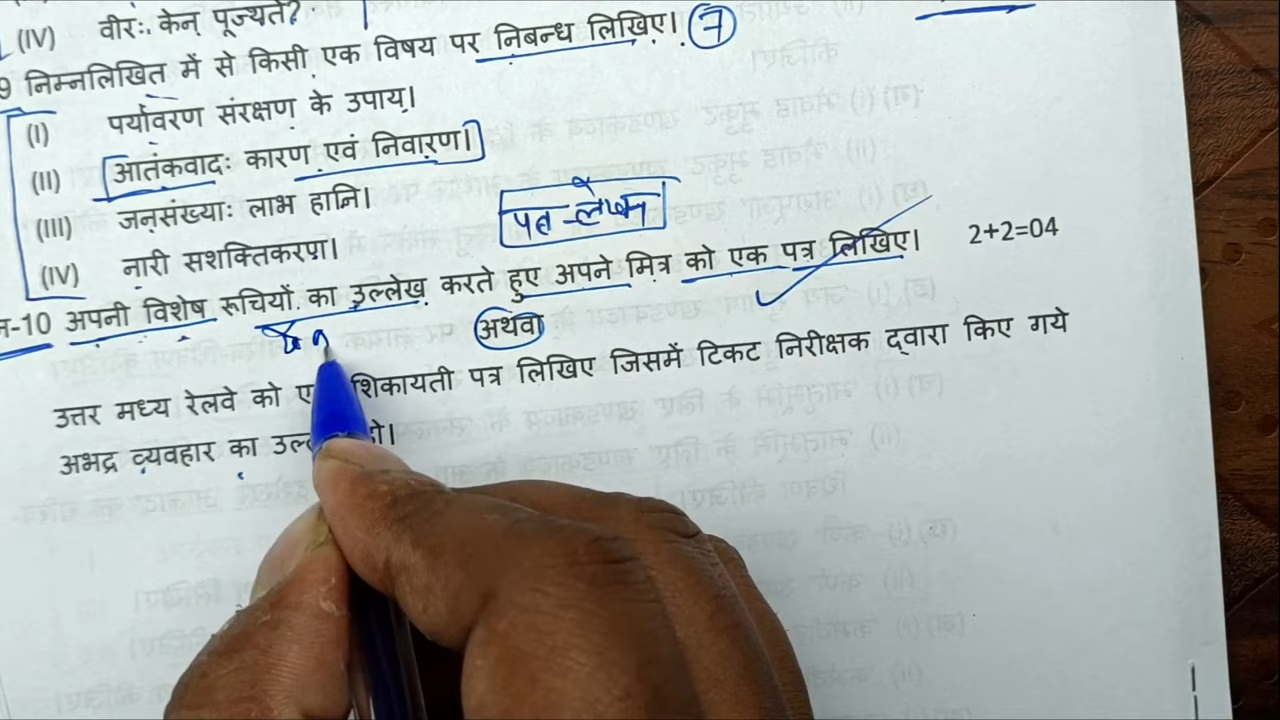 (IV) वीरः केन् पूज्यते?
9 निम्नलिखित में से किसी एक विषय पर निबन्ध लिखिए। 7
(I) पर्यावरण संरक्षण के उपाय।
(II) आतंकवादः कारण एवं निवारण।
(III) जनसंख्याः लाभ हानि।
पत्र-लेखन
(IV) नारी सशक्तिकरण।
-10 अपनी विशेष रूचियों का उल्लेख करते हुए अपने मित्र को एक पत्र लिखिए। 2+2=04
अथवा
उत्तर मध्य रेलवे को शिकायती पत्र लिखिए जिसमें टिकट निरीक्षक द्वारा किए गये
अभद्र व्यवहार का